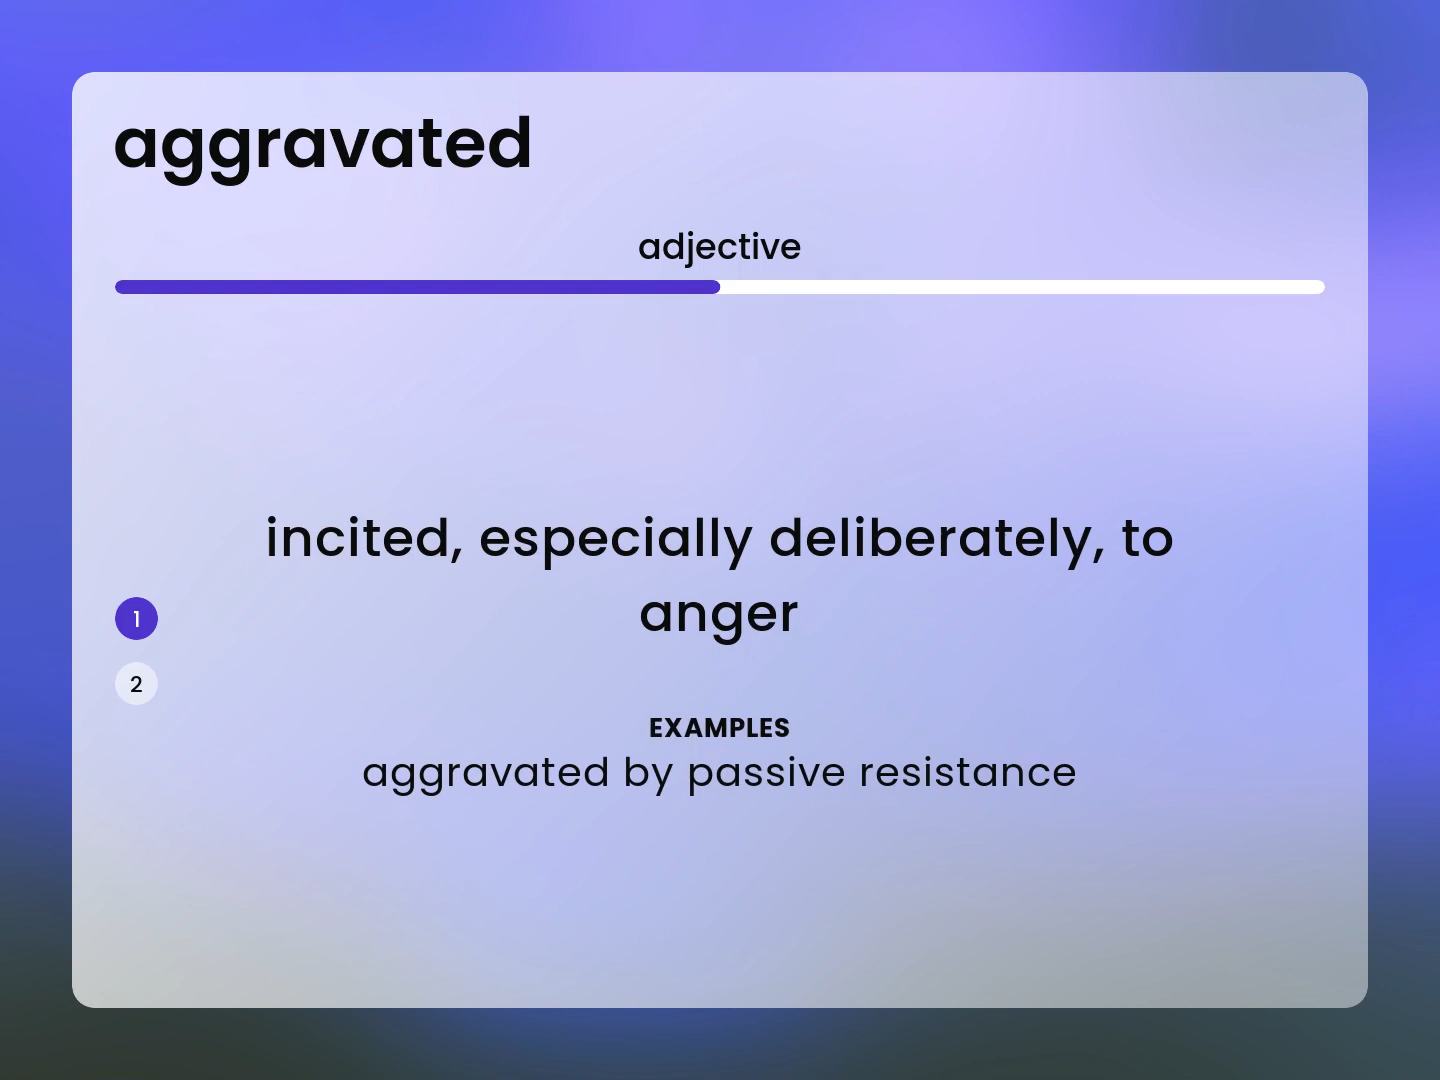 aggravated
adjective
incited, especially deliberately, to
anger
1
2
EXAMPLES
aggravated by passive resistance